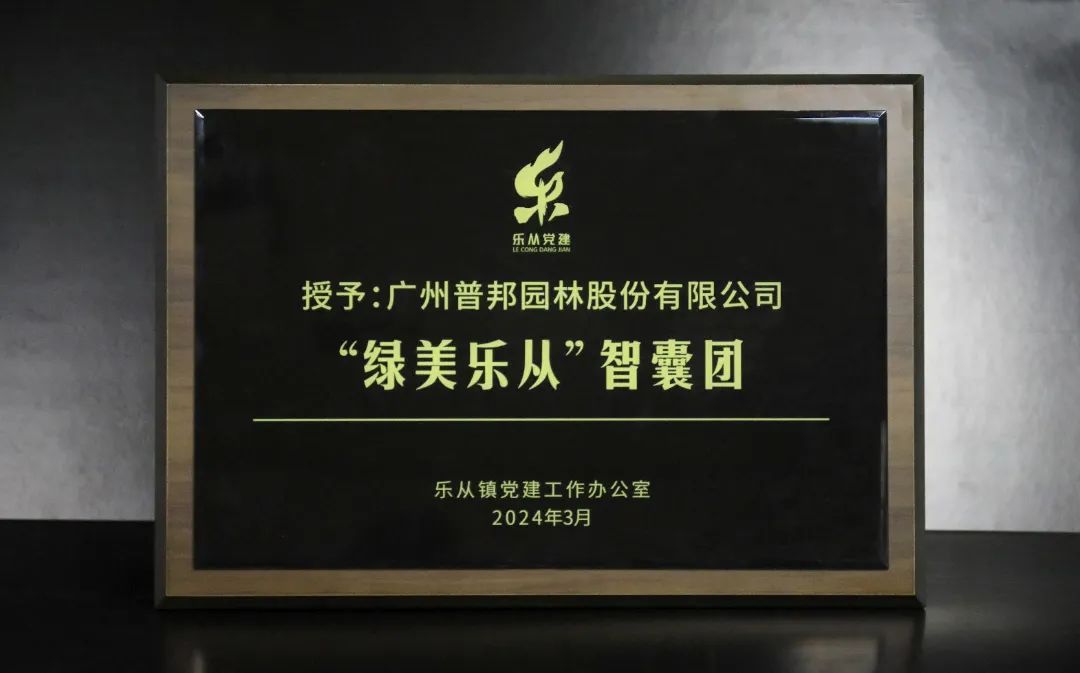 乐
乐从党建
LE CONG DANG JIAN
授予：广州普邦园林股份有限公司
“绿美乐从”智囊团
乐从镇党建工作办公室
2024年3月